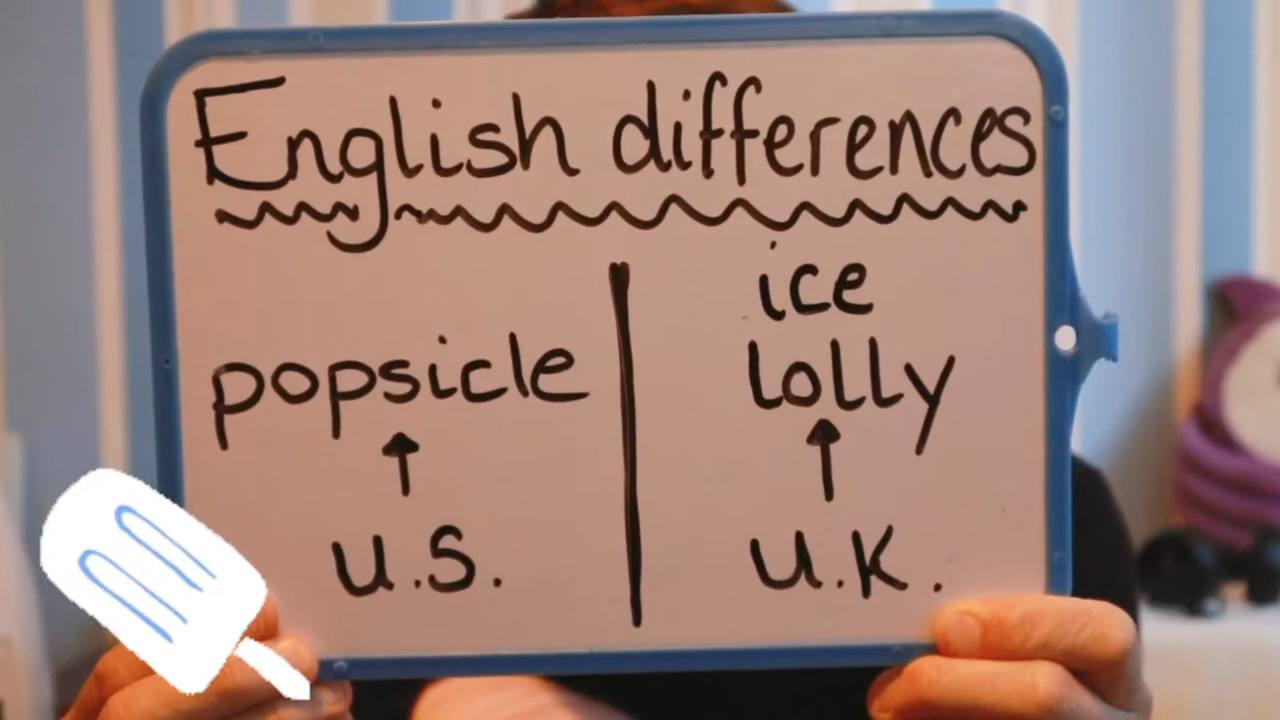 English differences
popsicle
U.S.
ice
lolly
U.K.